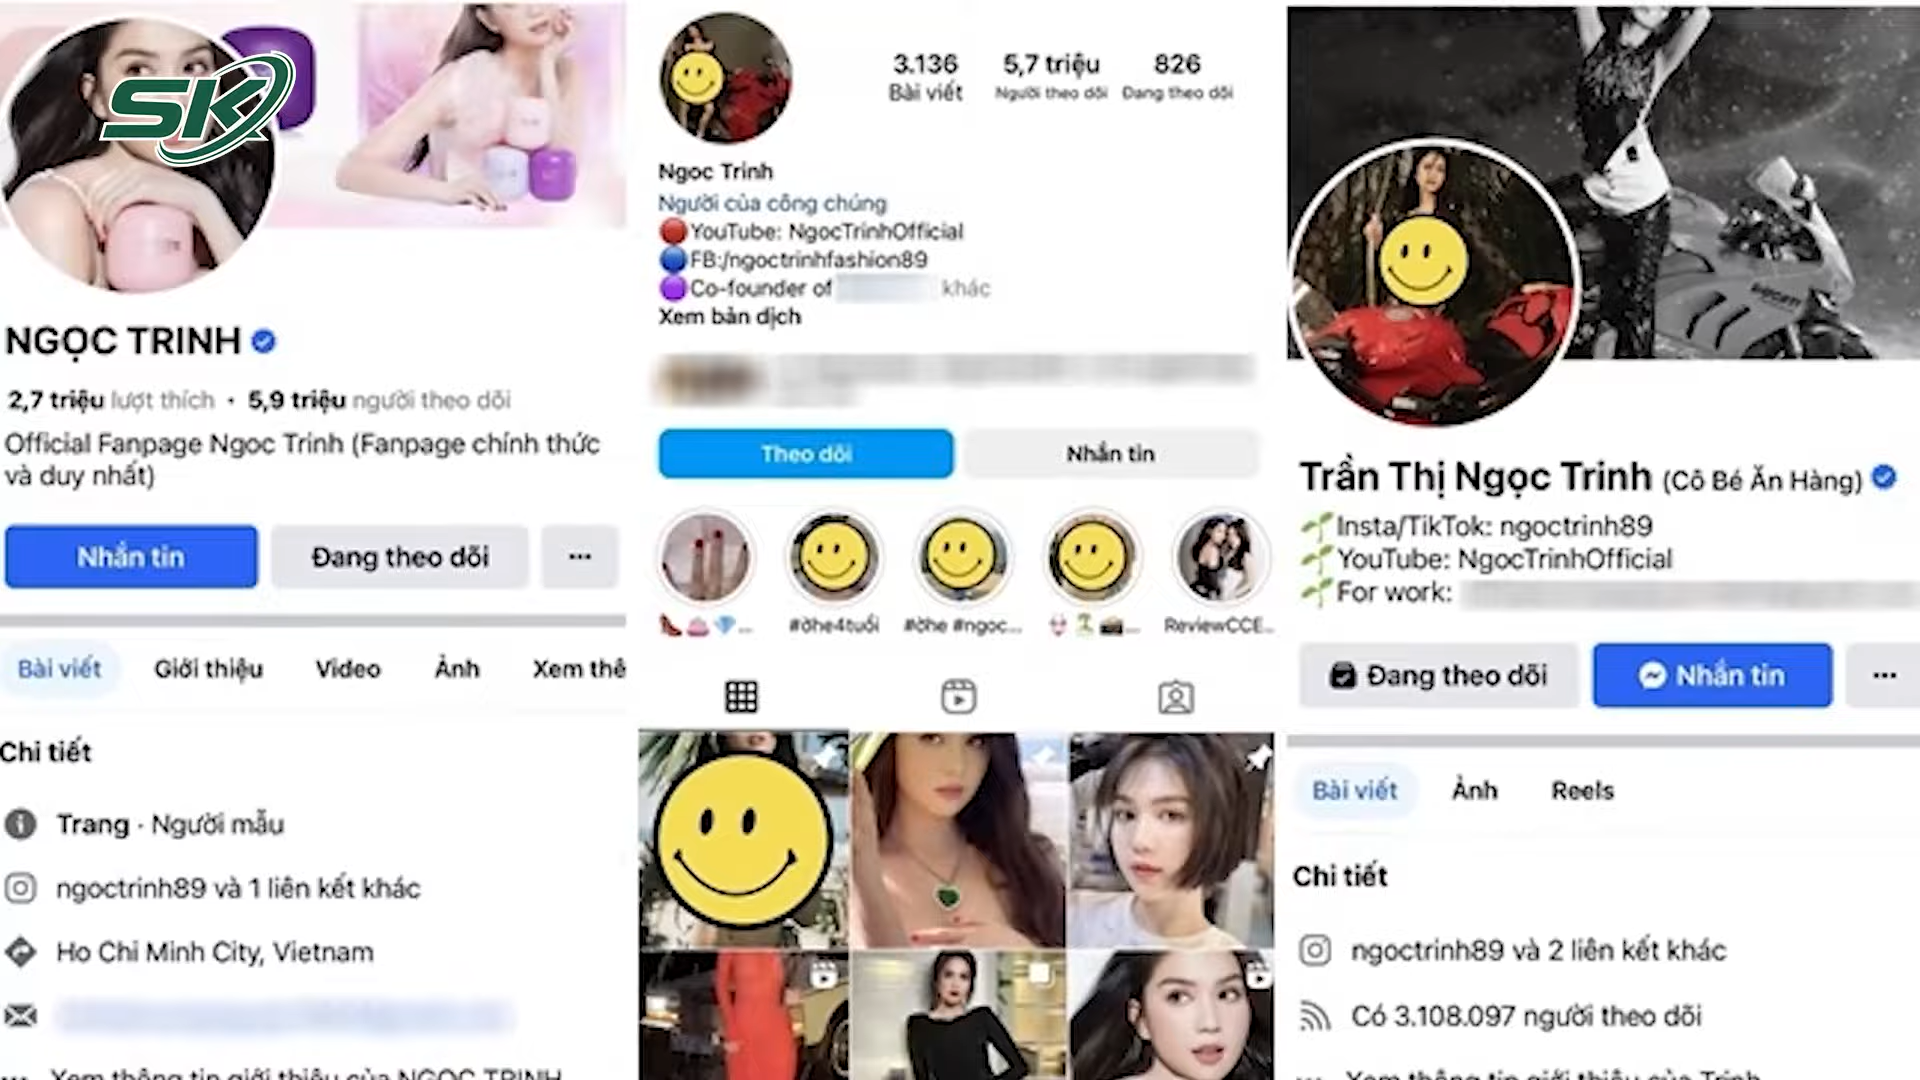 SK
NGỌC TRINH
2,7 triệu lượt thích • 5,9 triệu người theo dõi
Official Fanpage Ngoc Trinh (Fanpage chính thức
và duy nhất)
Nhắn tin
Đang theo dõi
...
Bài viết
Giới thiệu
Video
Ảnh
Xem thê
Chi tiết
Trang · Người mẫu
ngoctrinh89 và 1 liên kết khác
Ho Chi Minh City, Vietnam
Xem thông tin giới thiệu của NGỌC TRINH
3.136
Bài viết
5,7 triệu
Người theo dõi
826
Đang theo dõi
Ngọc Trinh
Người của công chúng
YouTube: NgocTrinhOfficial
FB:/ngoctrinhfashion89
Co-founder of khác
Xem bản dịch
Theo dõi
Nhắn tin
...
#ởhe4tuổi
#ởhe #ngọc...
...
ReviewCCE...
DUCATI
Trần Thị Ngọc Trinh (Cô Bé Ăn Hàng)
Insta/TikTok: ngoctrinh89
YouTube: NgocTrinhOfficial
For work:
Đang theo dõi
Nhắn tin
...
Bài viết
Ảnh
Reels
Chi tiết
ngoctrinh89 và 2 liên kết khác
Có 3.108.097 người theo dõi
Xem thông tin giới thiệu của Trinh